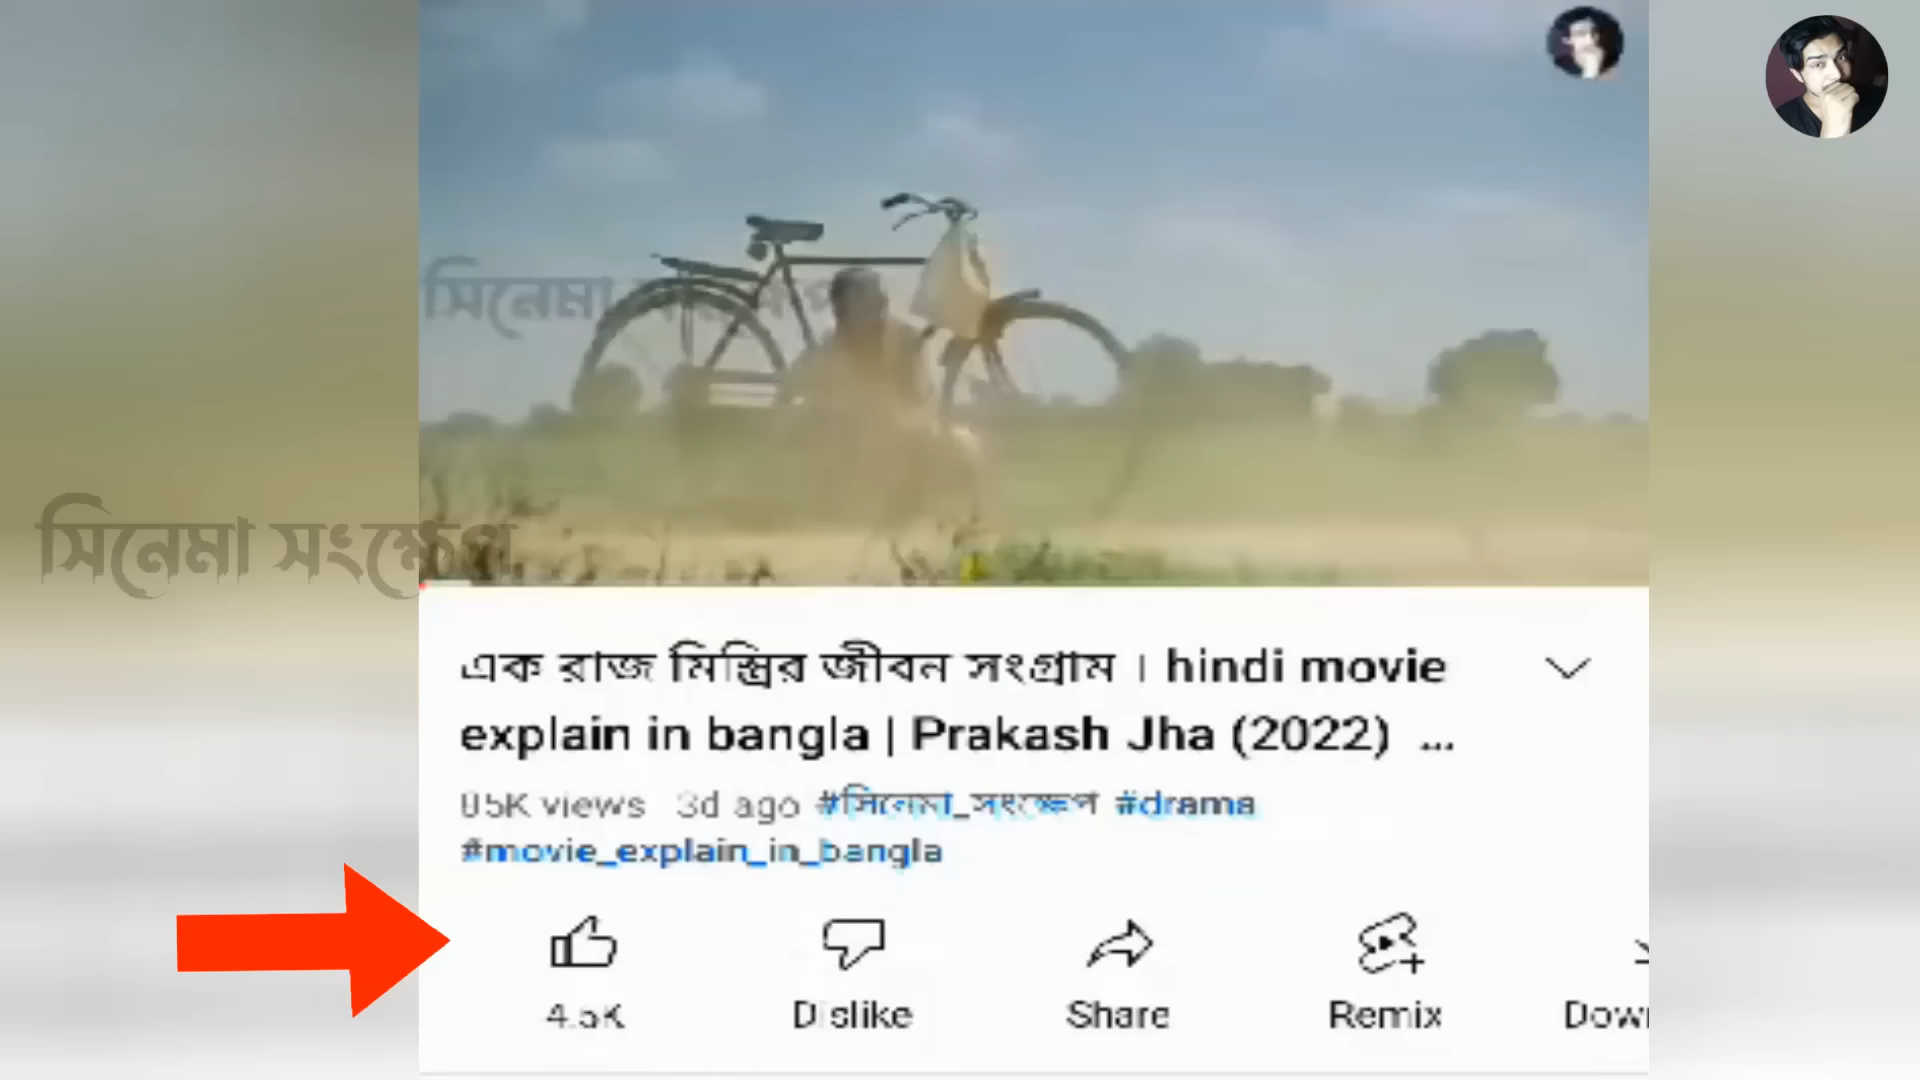 সিনেমা
সিনেমা সংক্ষেপ
এক রাজ মিস্ত্রির জীবন সংগ্রাম । hindi movie
explain in bangla | Prakash Jha (2022) ...
views 3d ago #সিনেমা_সংক্ষেপ #drama
#movie_explain_in_bangla
4.5K Dislike Share Remix Down